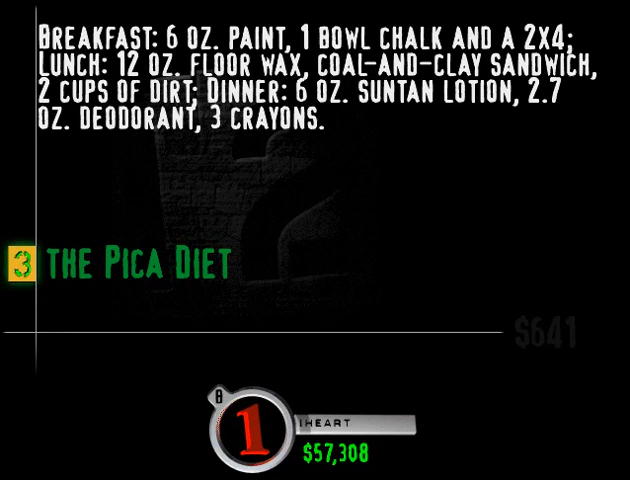 BREAKFAST: 6 OZ. PAINT, 1 BOWL CHALK AND A 2X4;
LUNCH: 12 OZ. FLOOR WAX, COAL-AND-CLAY SANDWICH,
2 CUPS OF DIRT; DINNER: 6 OZ. SUNTAN LOTION, 2.7
OZ. DEODORANT, 3 CRAYONS.
3 THE PICA DIET
$641
1 IHEART
$57,308